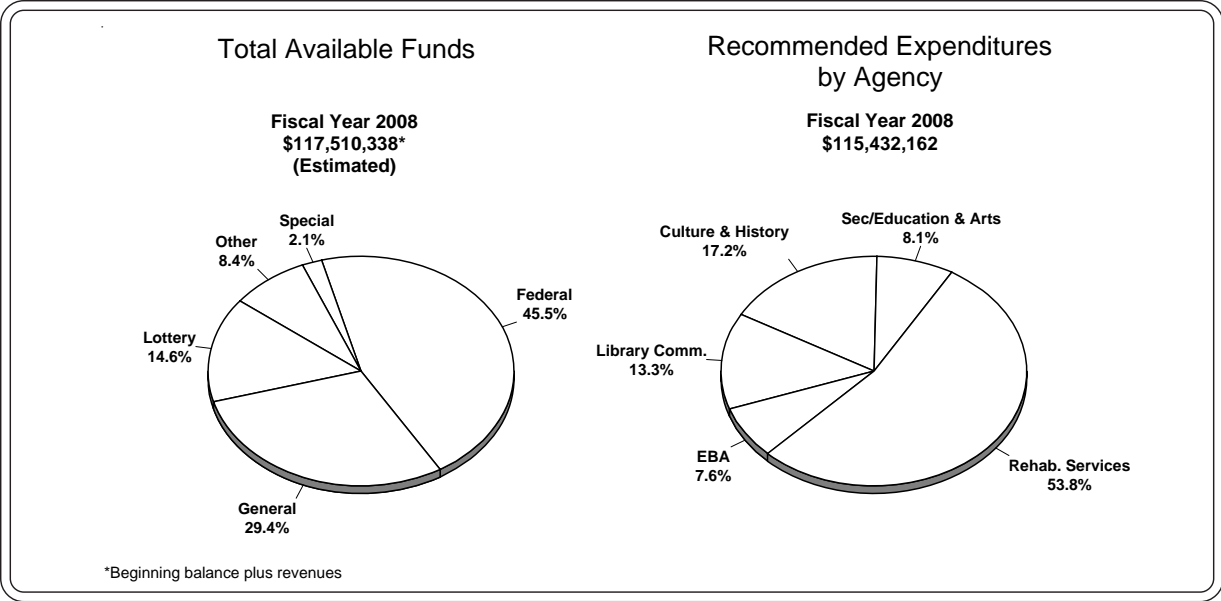 Total Available Funds
Fiscal Year 2008
$117,510,338*
(Estimated)
Special
2.1%
Other
8.4%
Federal
45.5%
Lottery
14.6%
General
29.4%
*Beginning balance plus revenues
Recommended Expenditures
by Agency
Fiscal Year 2008
$115,432,162
Sec/Education & Arts
8.1%
Culture & History
17.2%
Library Comm.
13.3%
EBA
7.6%
Rehab. Services
53.8%